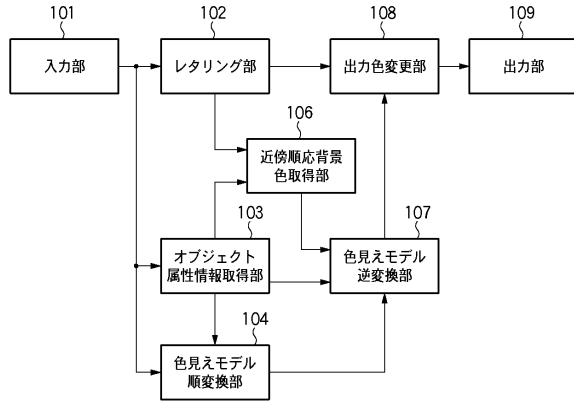 101
102
108
109
入力部
レタリング部
出力色変更部
出力部
106
近傍順応背景
色取得部
103
107
オブジェクト
属性情報取得部
色見えモデル
逆変換部
104
色見えモデル
順変換部